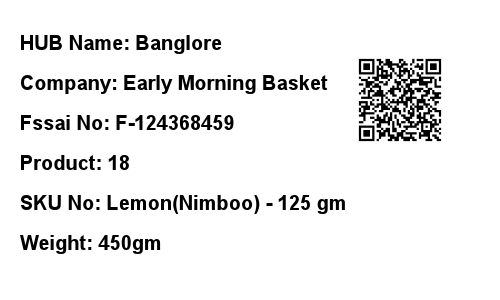 HUB Name: Banglore
Company: Early Morning Basket
Fssai No: F-124368459
Product: 18
SKU No: Lemon(Nimboo) - 125 gm
Weight: 450gm